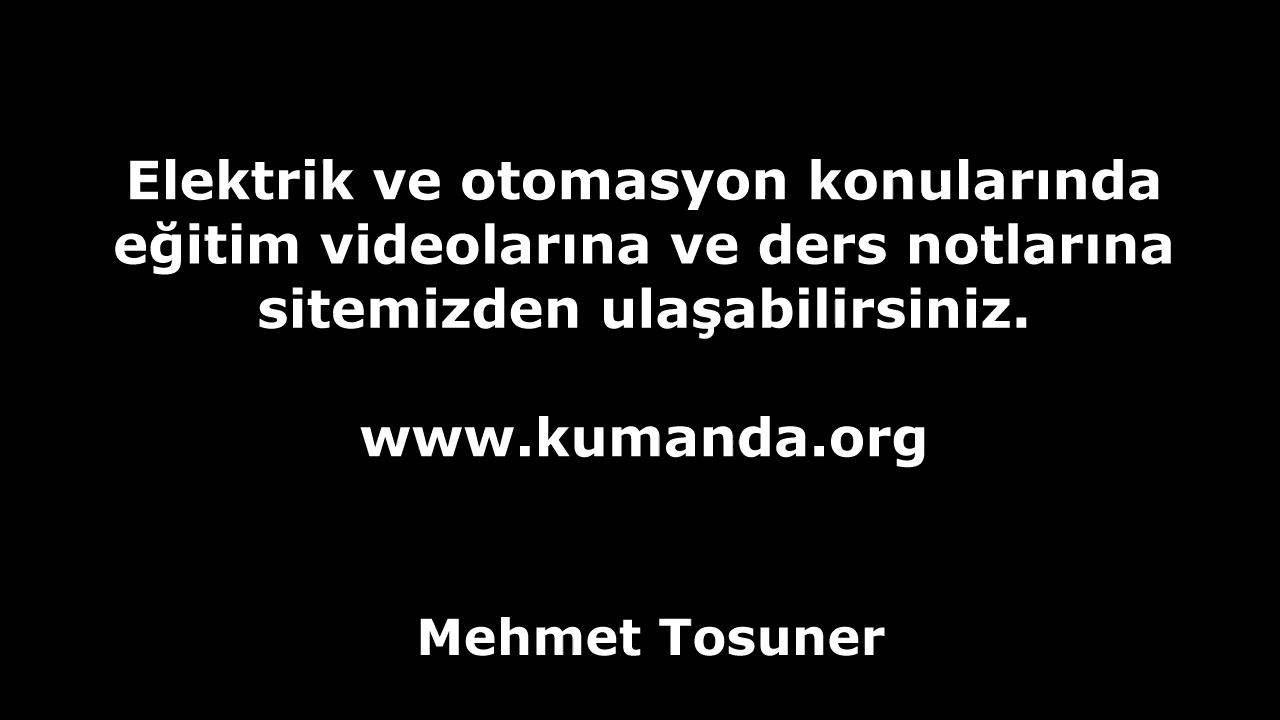 Elektrik ve otomasyon konularında
eğitim videolarına ve ders notlarına
sitemizden ulaşabilirsiniz.
www.kumanda.org
Mehmet Tosuner